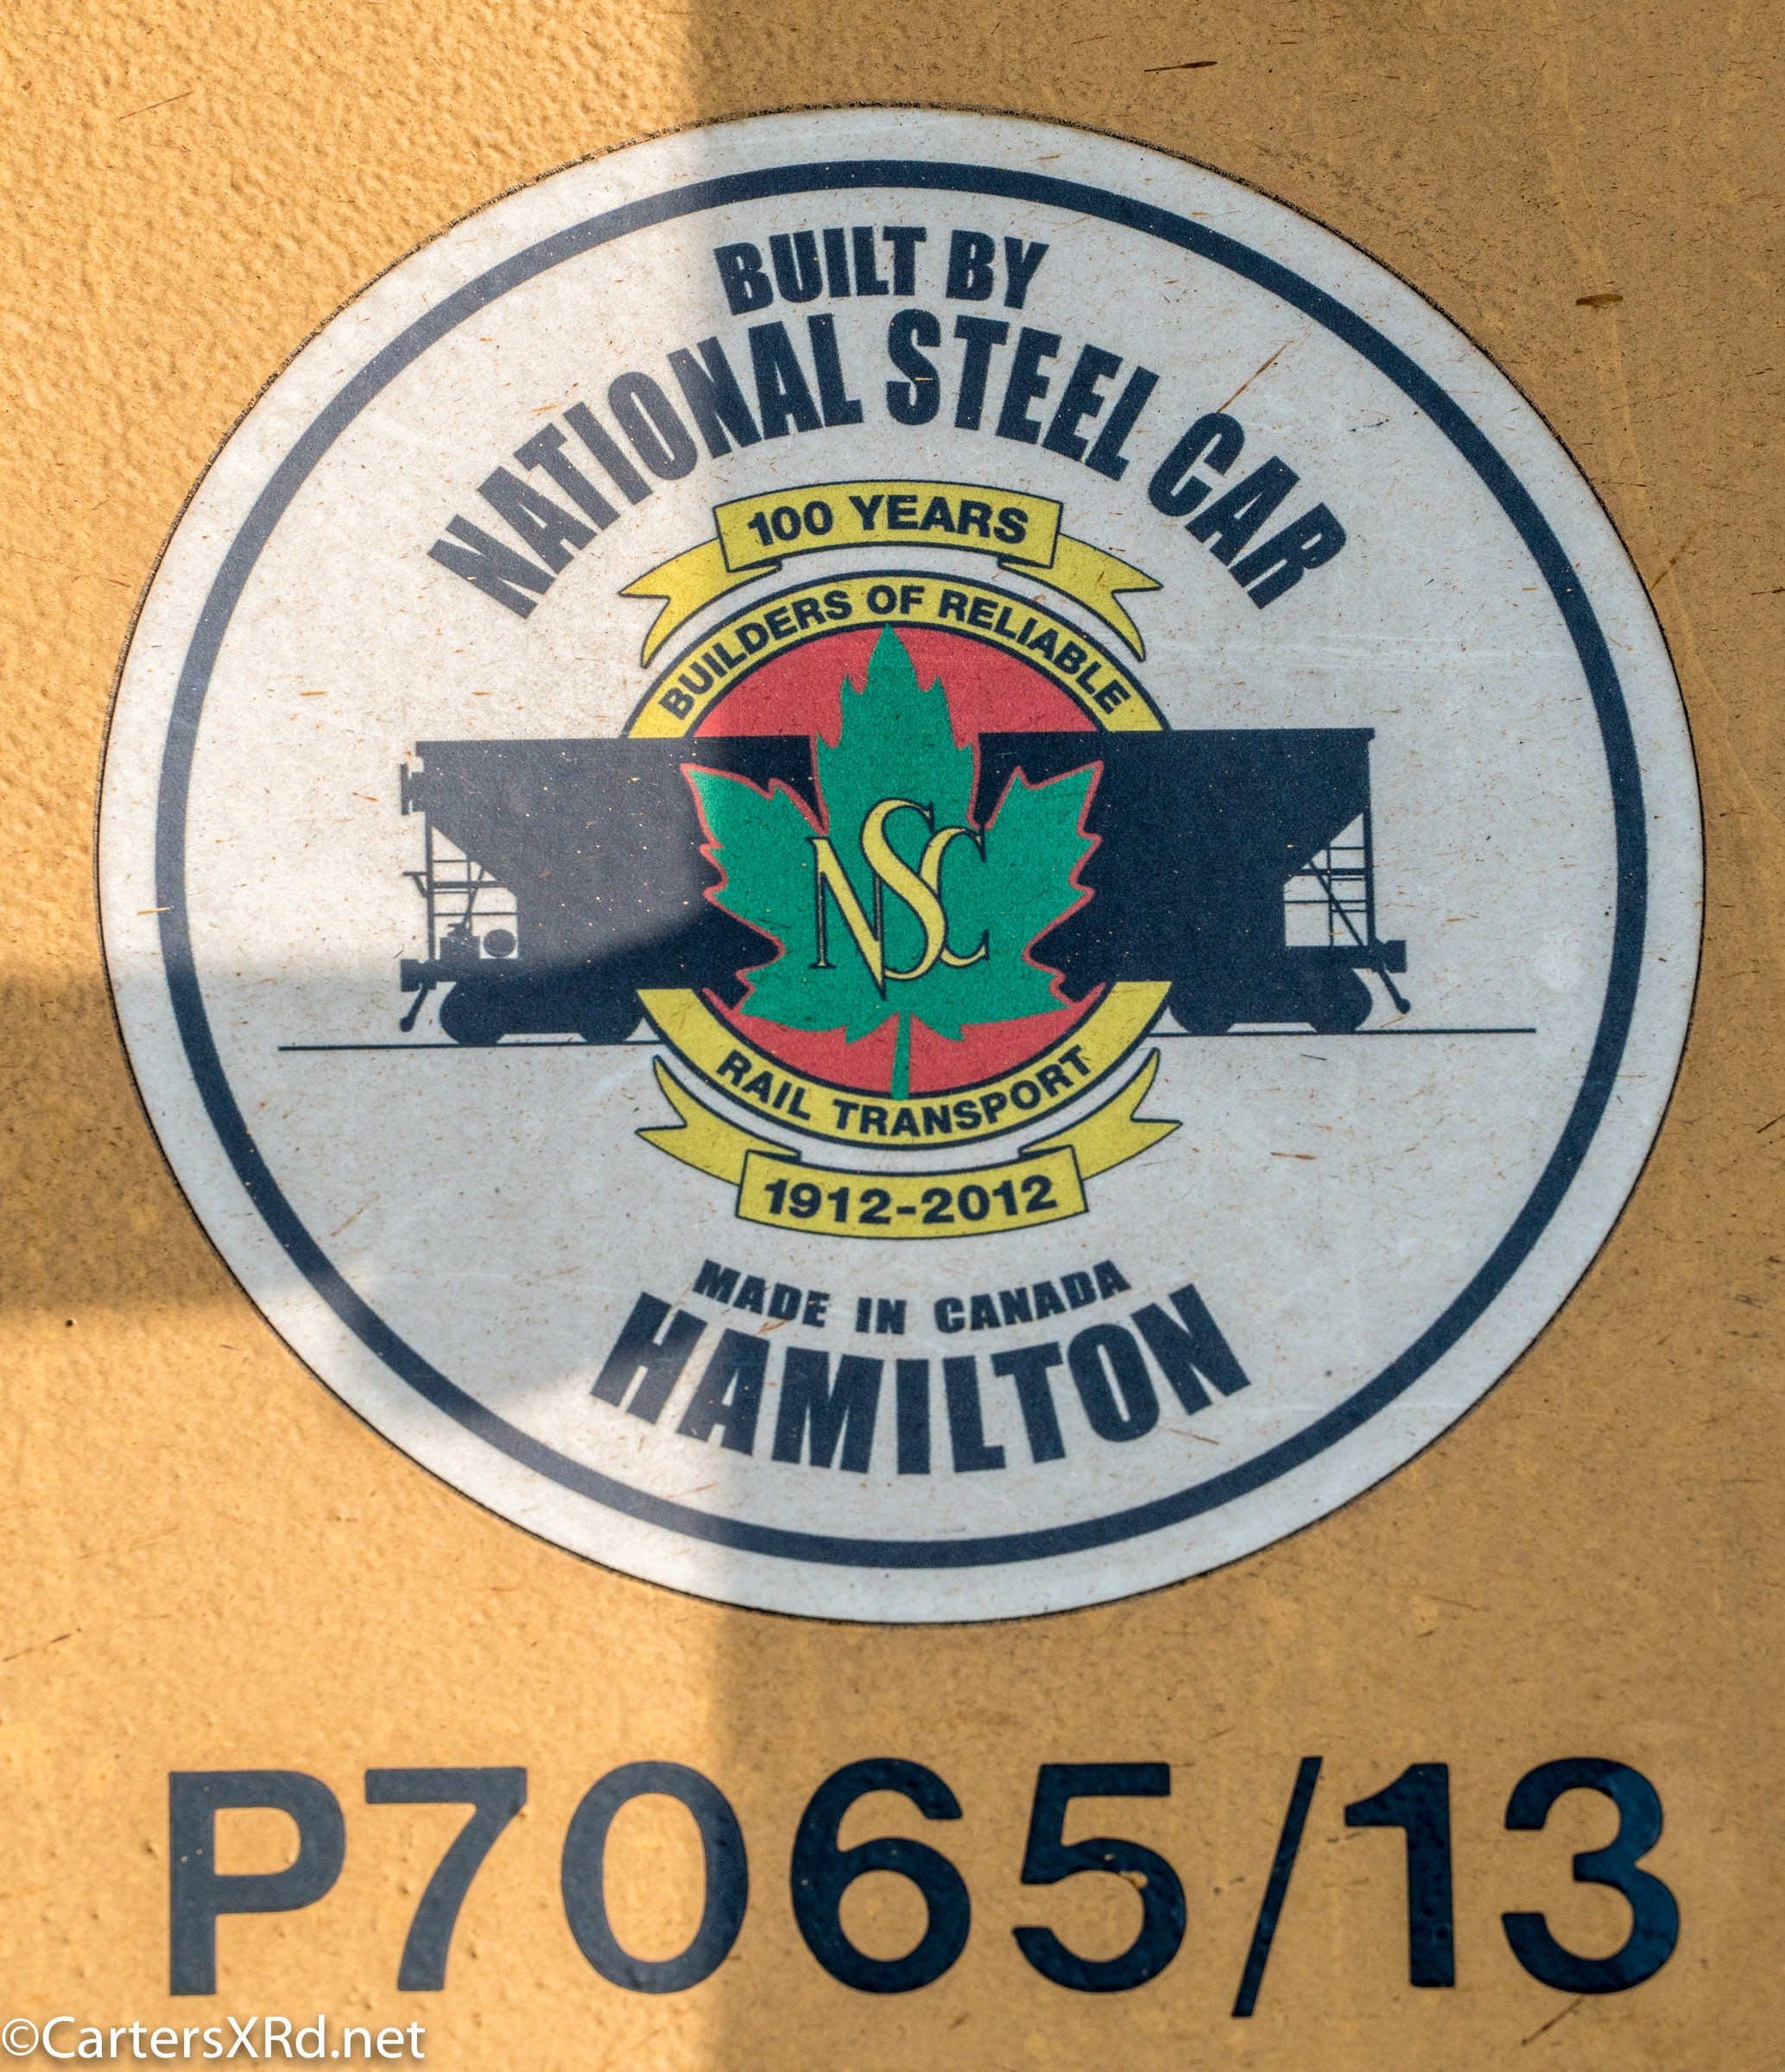 BUILT BY
NATIONAL STEEL CAR
100 YEARS
BUILDERS OF RELIABLE
NSC
RAIL TRANSPORT
1912-2012
MADE IN CANADA
HAMILTON
P7065/13
©CartersXRd.net